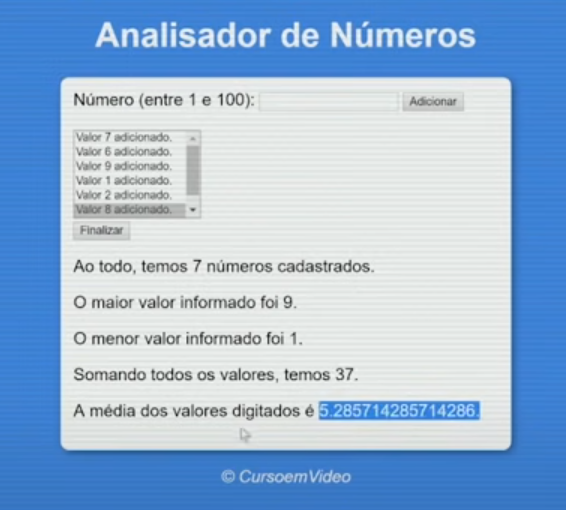 Analisador de Números
Número (entre 1 e 100): Adicionar
Valor 7 adicionado.
Valor 6 adicionado.
Valor 9 adicionado.
Valor 1 adicionado.
Valor 2 adicionado.
Valor 8 adicionado.
Finalizar
Ao todo, temos 7 números cadastrados.
O maior valor informado foi 9.
O menor valor informado foi 1.
Somando todos os valores, temos 37.
A média dos valores digitados é 5.285714285714286.
© CursoemVideo